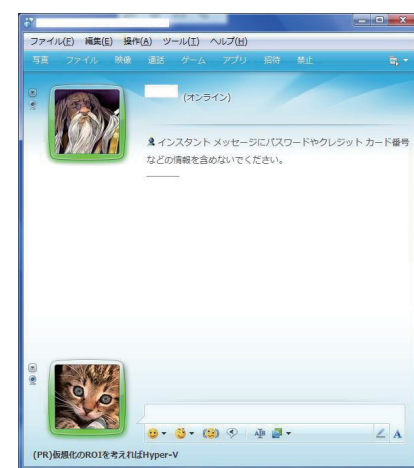 ファイル(F) 編集(E) 操作(A) ツール(T) ヘルプ(H)
写真 ファイル 映像 通話 ゲーム アプリ 招待 禁止
(オンライン)
インスタント メッセージにパスワードやクレジット カード番号
などの情報を含めないでください。
(PR)仮想化のROIを考えればHyper-V